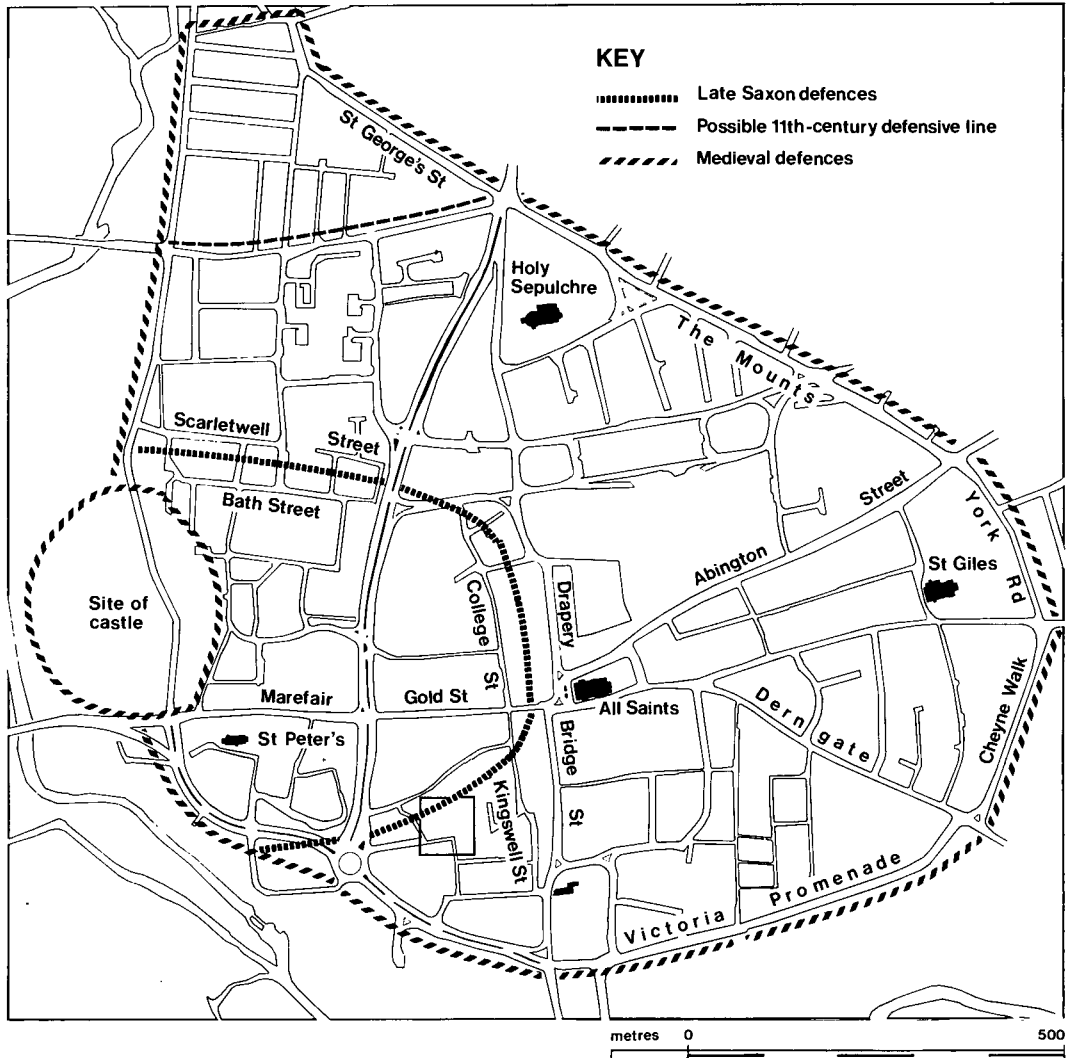 KEY
Late Saxon defences
Possible 11th-century defensive line
Medieval defences
St George's St
Holy
Sepulchre
The Mounts
Scarletwell
Street
Bath Street
Street
Abington
York
Rd
St Giles
Site of
castle
College
St
Drapery
Marefair
Gold St
All Saints
Derngate
Cheyne Walk
St Peter's
Bridge
St
Kingswell St
Victoria Promenade
metres 0 500